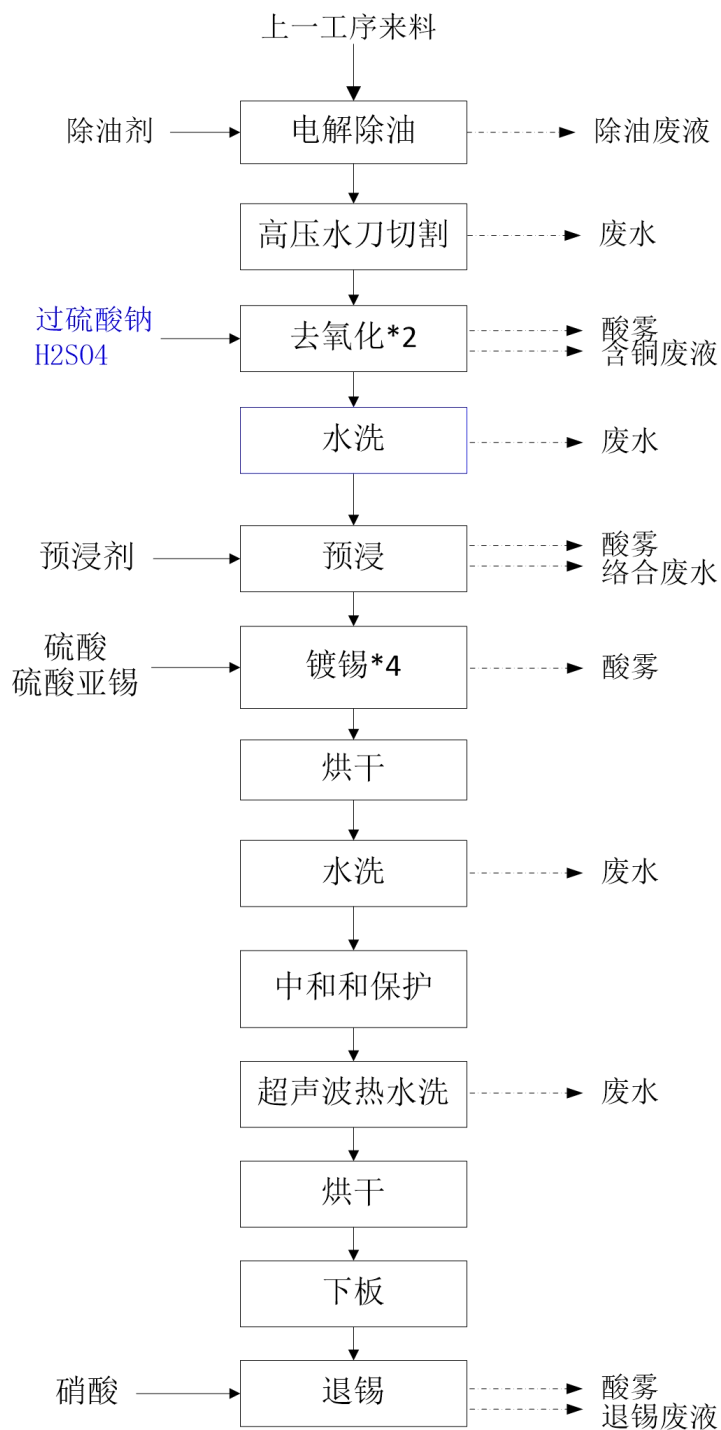 上一工序来料
除油剂
电解除油
除油废液
高压水刀切割
废水
过硫酸钠
H2SO4
去氧化*2
酸雾
含铜废液
水洗
废水
预浸剂
预浸
酸雾
络合废水
硫酸
硫酸亚锡
镀锡*4
酸雾
烘干
水洗
废水
中和和保护
超声波热水洗
废水
烘干
下板
硝酸
退锡
酸雾
退锡废液